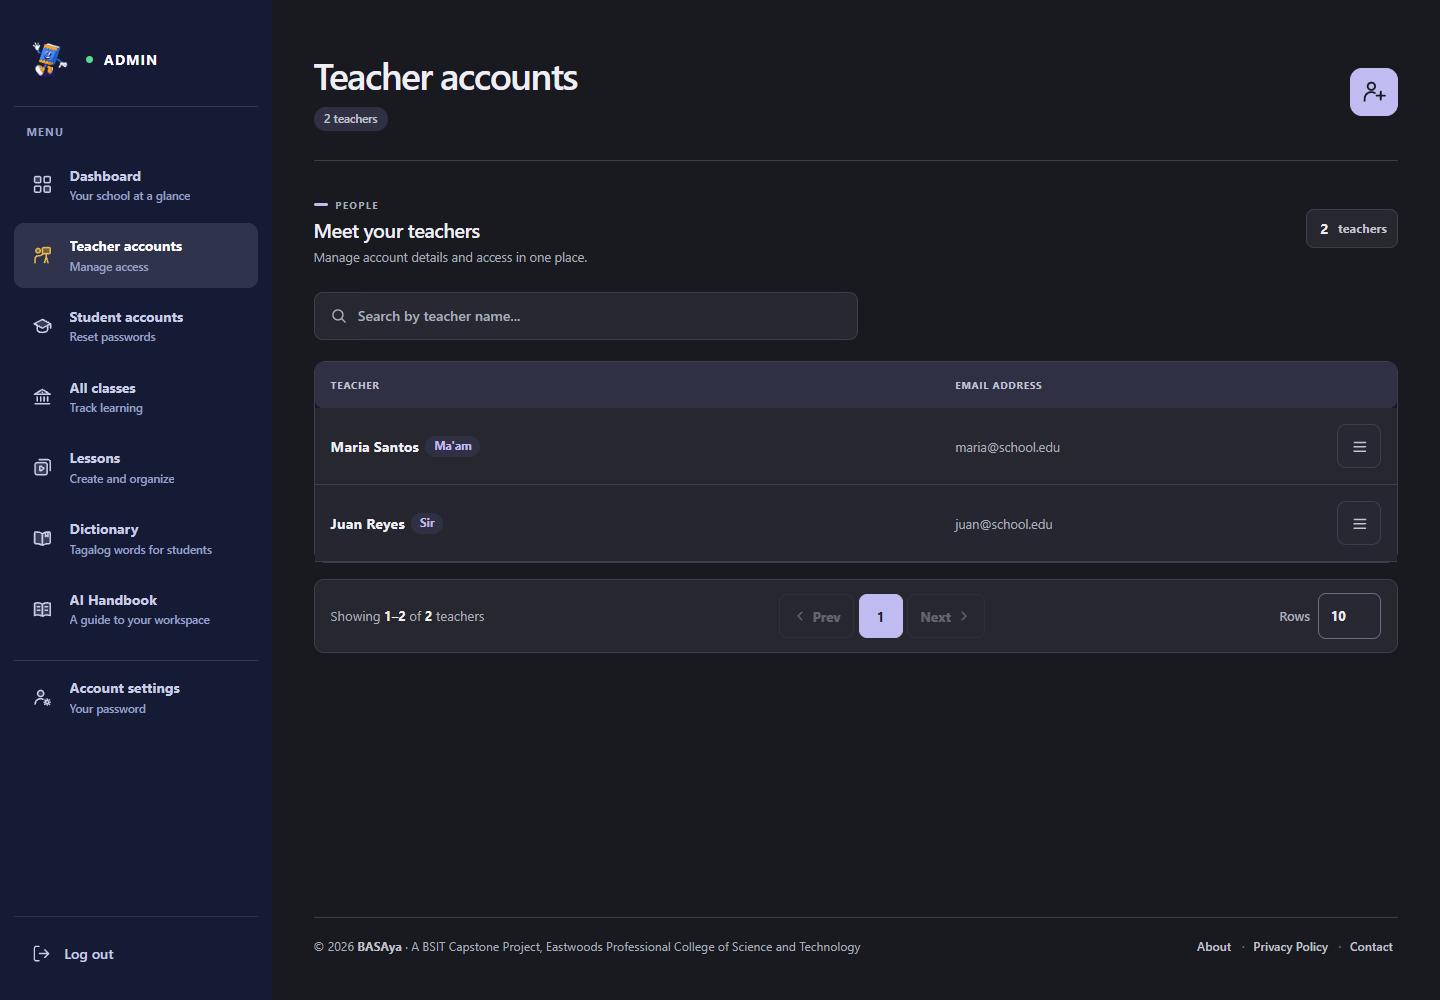 ADMIN
MENU
Dashboard
Your school at a glance
Teacher accounts
Manage access
Student accounts
Reset passwords
All classes
Track learning
Lessons
Create and organize
Dictionary
Tagalog words for students
AI Handbook
A guide to your workspace
Account settings
Your password
Log out
Teacher accounts
2 teachers
PEOPLE
Meet your teachers
Manage account details and access in one place.
2 teachers
Search by teacher name...
TEACHER EMAIL ADDRESS
Maria Santos Ma'am maria@school.edu
Juan Reyes Sir juan@school.edu
Showing 1–2 of 2 teachers Prev 1 Next Rows 10
© 2026 BASAya · A BSIT Capstone Project, Eastwoods Professional College of Science and Technology About · Privacy Policy · Contact